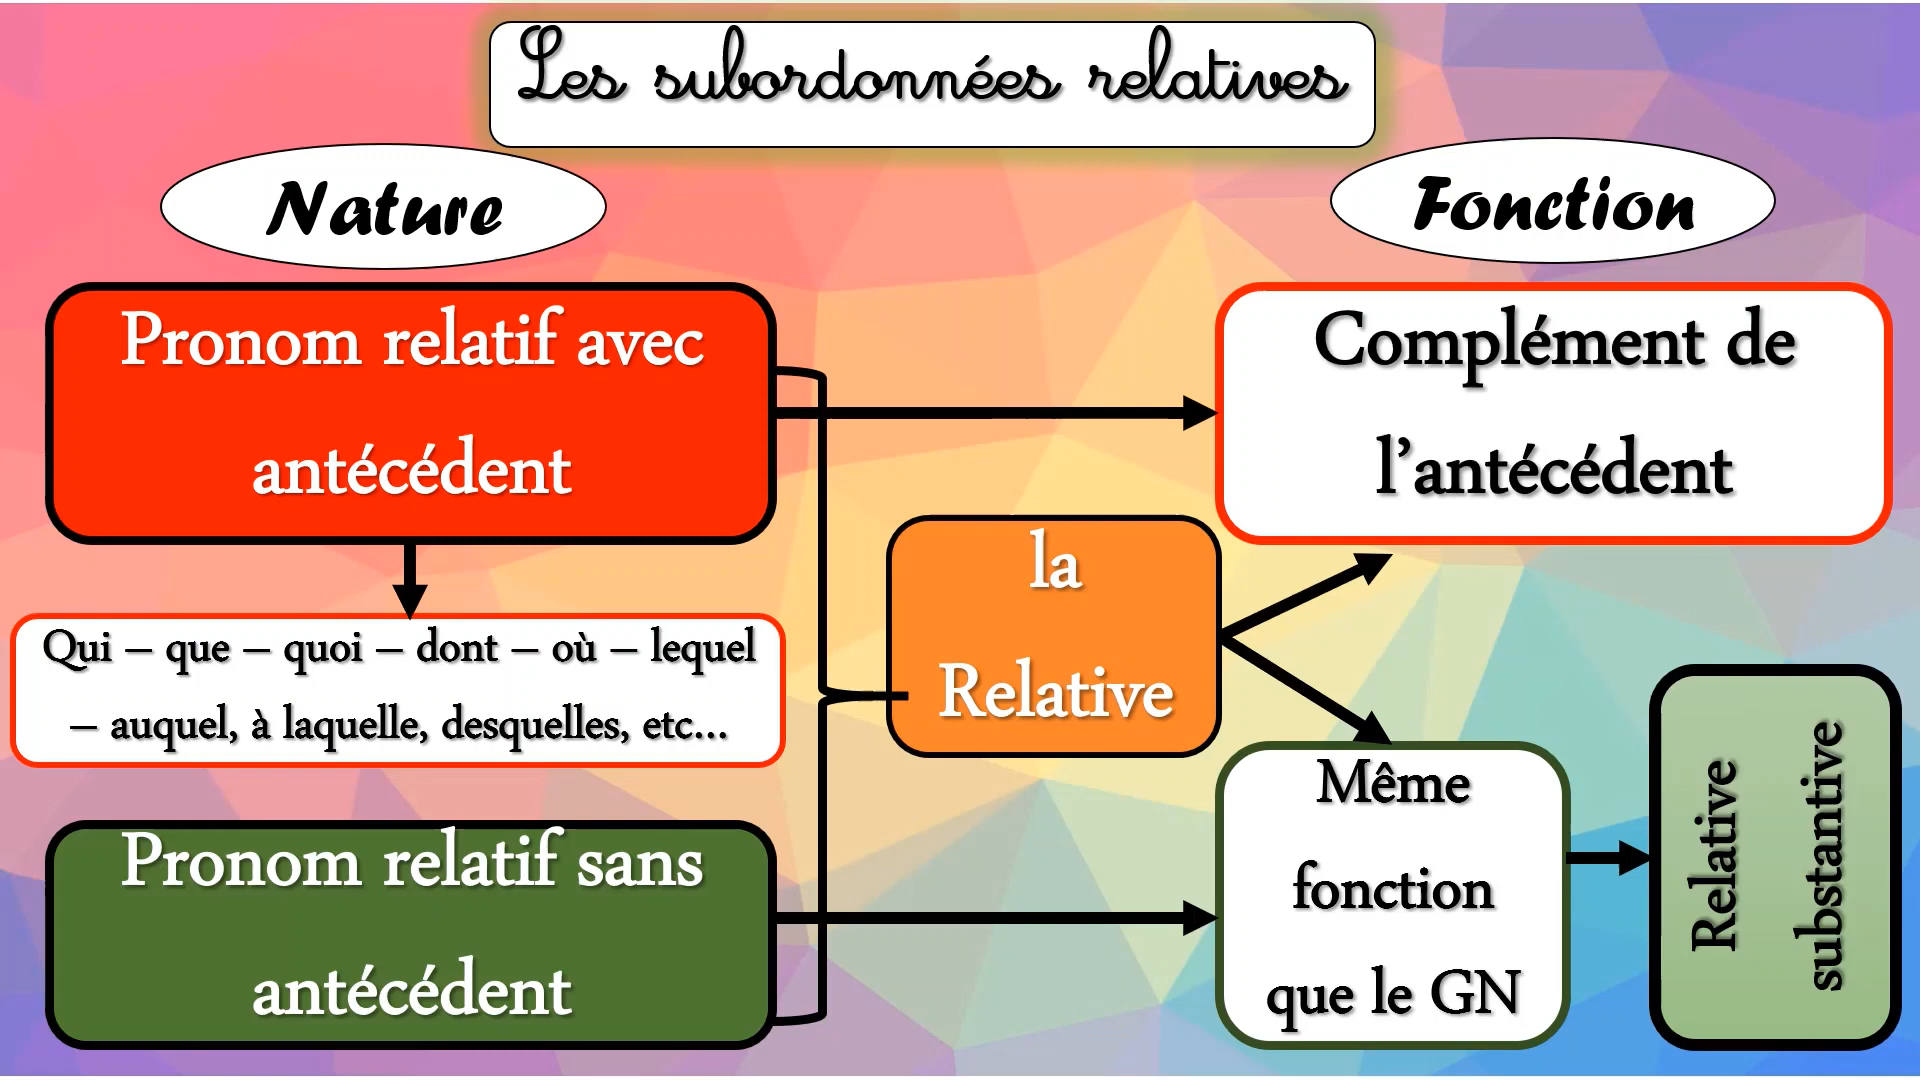 Les subordonnées relatives
Nature
Fonction
Pronom relatif avec
antécédent
Complément de
l’antécédent
Qui – que – quoi – dont – où – lequel
– auquel, à laquelle, desquelles, etc...
la
Relative
Pronom relatif sans
antécédent
Même
fonction
que le GN
Relative
substantive